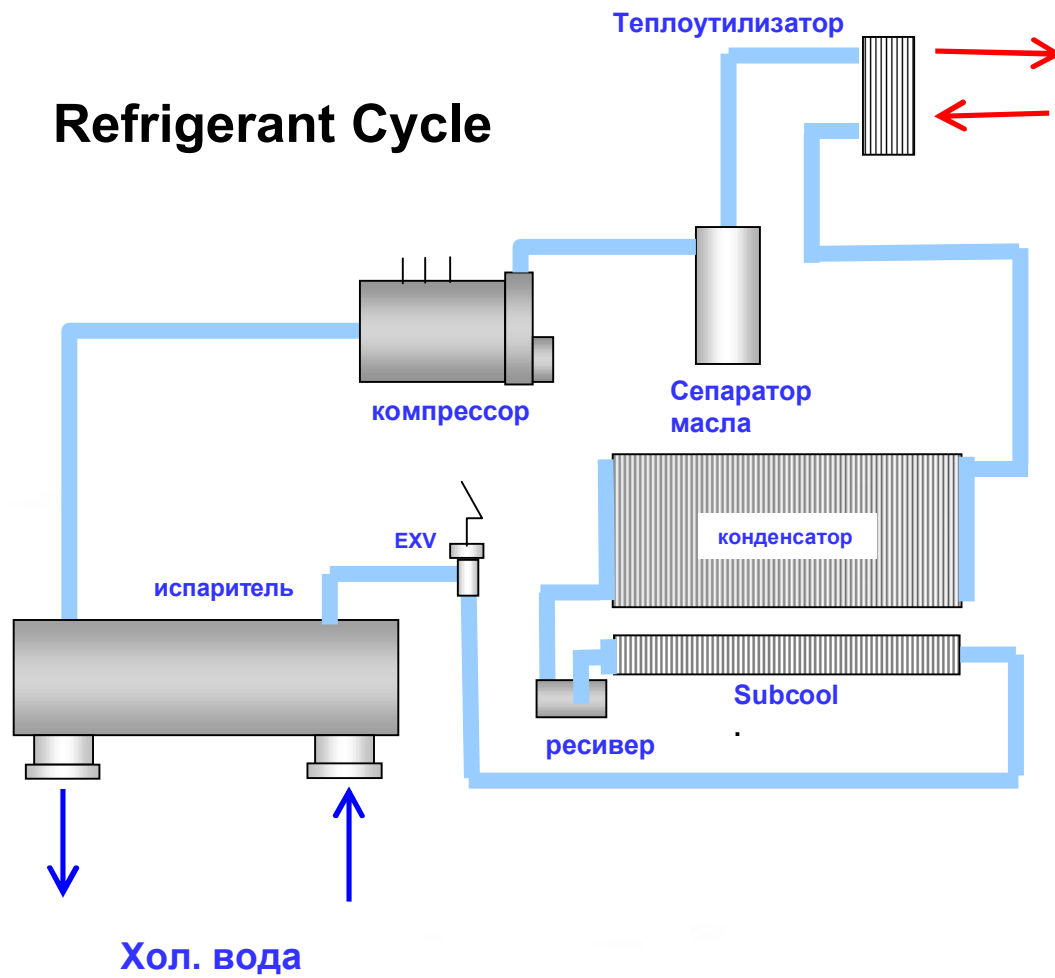 Теплоутилизатор
Refrigerant Cycle
компрессор
Сепаратор
масла
EXV
конденсатор
испаритель
Subcool
.
ресивер
Хол. вода